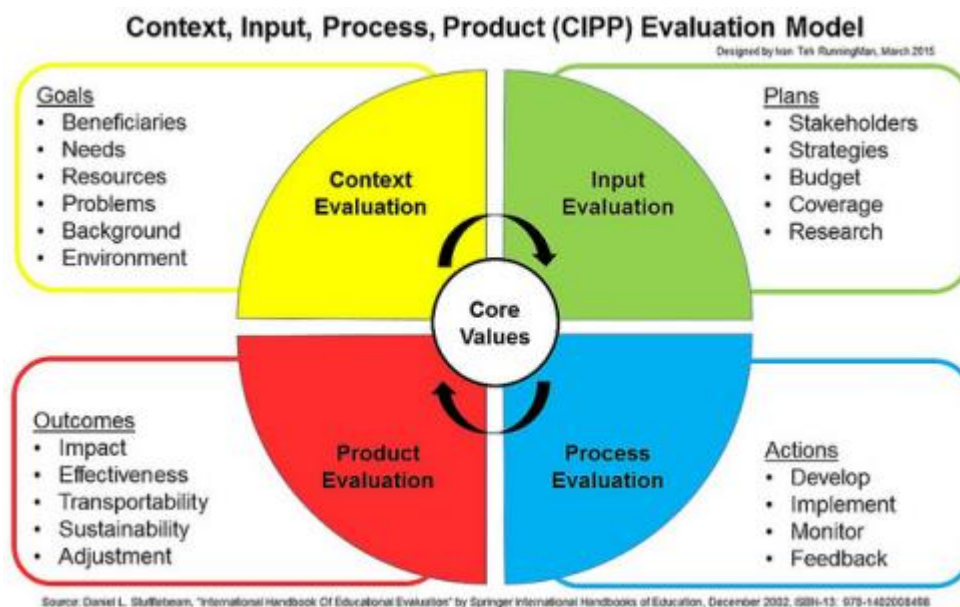 Context, Input, Process, Product (CIPP) Evaluation Model
Designed by Ivan Teh RunningMan, March 2015
Goals
• Beneficiaries
• Needs
• Resources
• Problems
• Background
• Environment
Context
Evaluation
Input
Evaluation
Plans
• Stakeholders
• Strategies
• Budget
• Coverage
• Research
Core
Values
Outcomes
• Impact
• Effectiveness
• Transportability
• Sustainability
• Adjustment
Product
Evaluation
Process
Evaluation
Actions
• Develop
• Implement
• Monitor
• Feedback
Source: Daniel L. Stufflebeam, "International Handbook Of Educational Evaluation" by Springer International Handbooks of Education, December 2002, ISBN-13: 978-1402008498